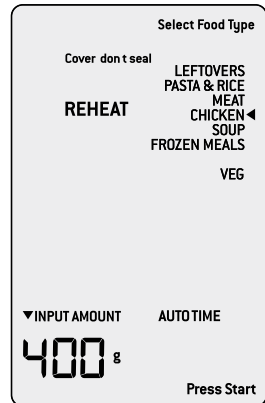 Select Food Type
Cover don t seal
LEFTOVERS
PASTA & RICE
MEAT
REHEAT
CHICKEN◀
SOUP
FROZEN MEALS
VEG
▼INPUT AMOUNT AUTO TIME
400 g
Press Start